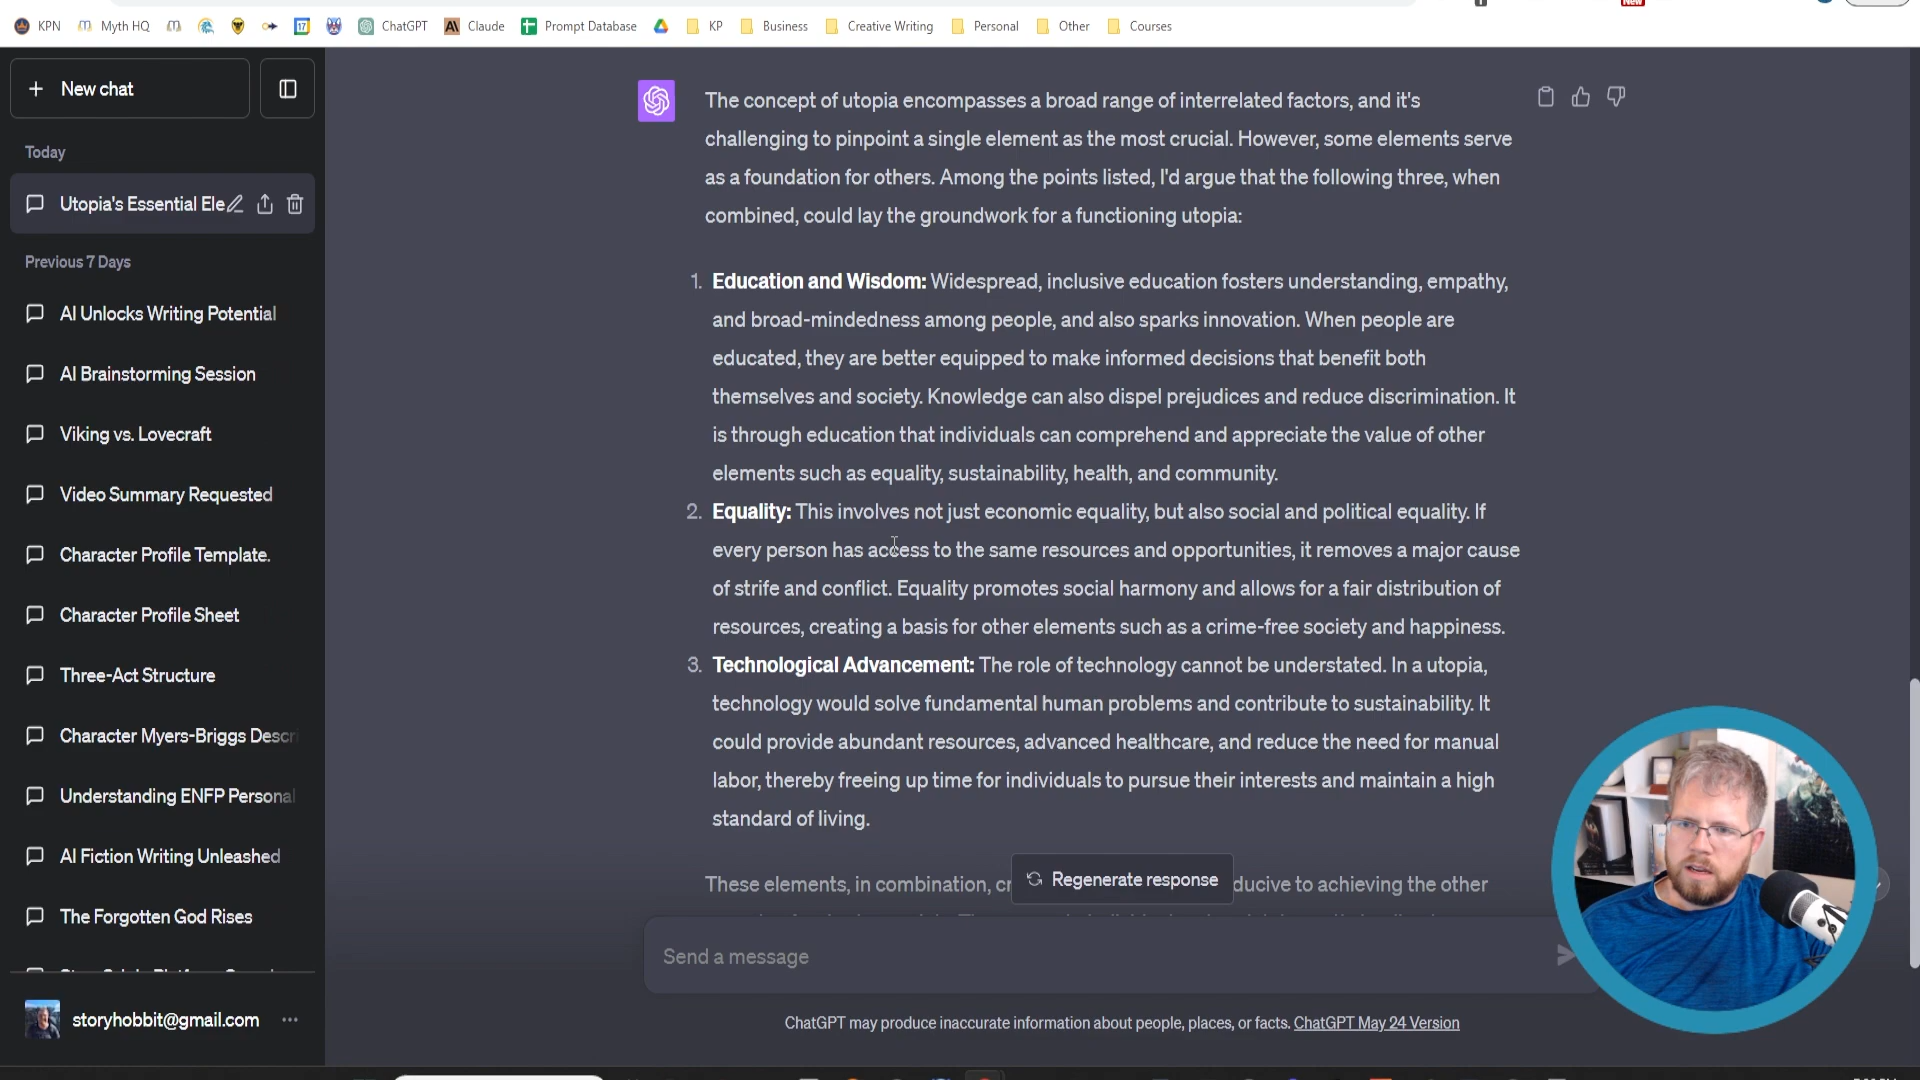 KPN Myth HQ ChatGPT Claude Prompt Database KP Business Creative Writing Personal Other Courses
New
17
New chat
Today
Utopia's Essential Ele
Previous 7 Days
AI Unlocks Writing Potential
AI Brainstorming Session
Viking vs. Lovecraft
Video Summary Requested
Character Profile Template.
Character Profile Sheet
Three-Act Structure
Character Myers-Briggs Descri
Understanding ENFP Personal
AI Fiction Writing Unleashed
The Forgotten God Rises
storyhobbit@gmail.com
The concept of utopia encompasses a broad range of interrelated factors, and it's
challenging to pinpoint a single element as the most crucial. However, some elements serve
as a foundation for others. Among the points listed, I'd argue that the following three, when
combined, could lay the groundwork for a functioning utopia:
1. Education and Wisdom: Widespread, inclusive education fosters understanding, empathy,
and broad-mindedness among people, and also sparks innovation. When people are
educated, they are better equipped to make informed decisions that benefit both
themselves and society. Knowledge can also dispel prejudices and reduce discrimination. It
is through education that individuals can comprehend and appreciate the value of other
elements such as equality, sustainability, health, and community.
2. Equality: This involves not just economic equality, but also social and political equality. If
every person has access to the same resources and opportunities, it removes a major cause
of strife and conflict. Equality promotes social harmony and allows for a fair distribution of
resources, creating a basis for other elements such as a crime-free society and happiness.
3. Technological Advancement: The role of technology cannot be understated. In a utopia,
technology would solve fundamental human problems and contribute to sustainability. It
could provide abundant resources, advanced healthcare, and reduce the need for manual
labor, thereby freeing up time for individuals to pursue their interests and maintain a high
standard of living.
These elements, in combination, cr Regenerate response ducive to achieving the other
Send a message
ChatGPT may produce inaccurate information about people, places, or facts. ChatGPT May 24 Version